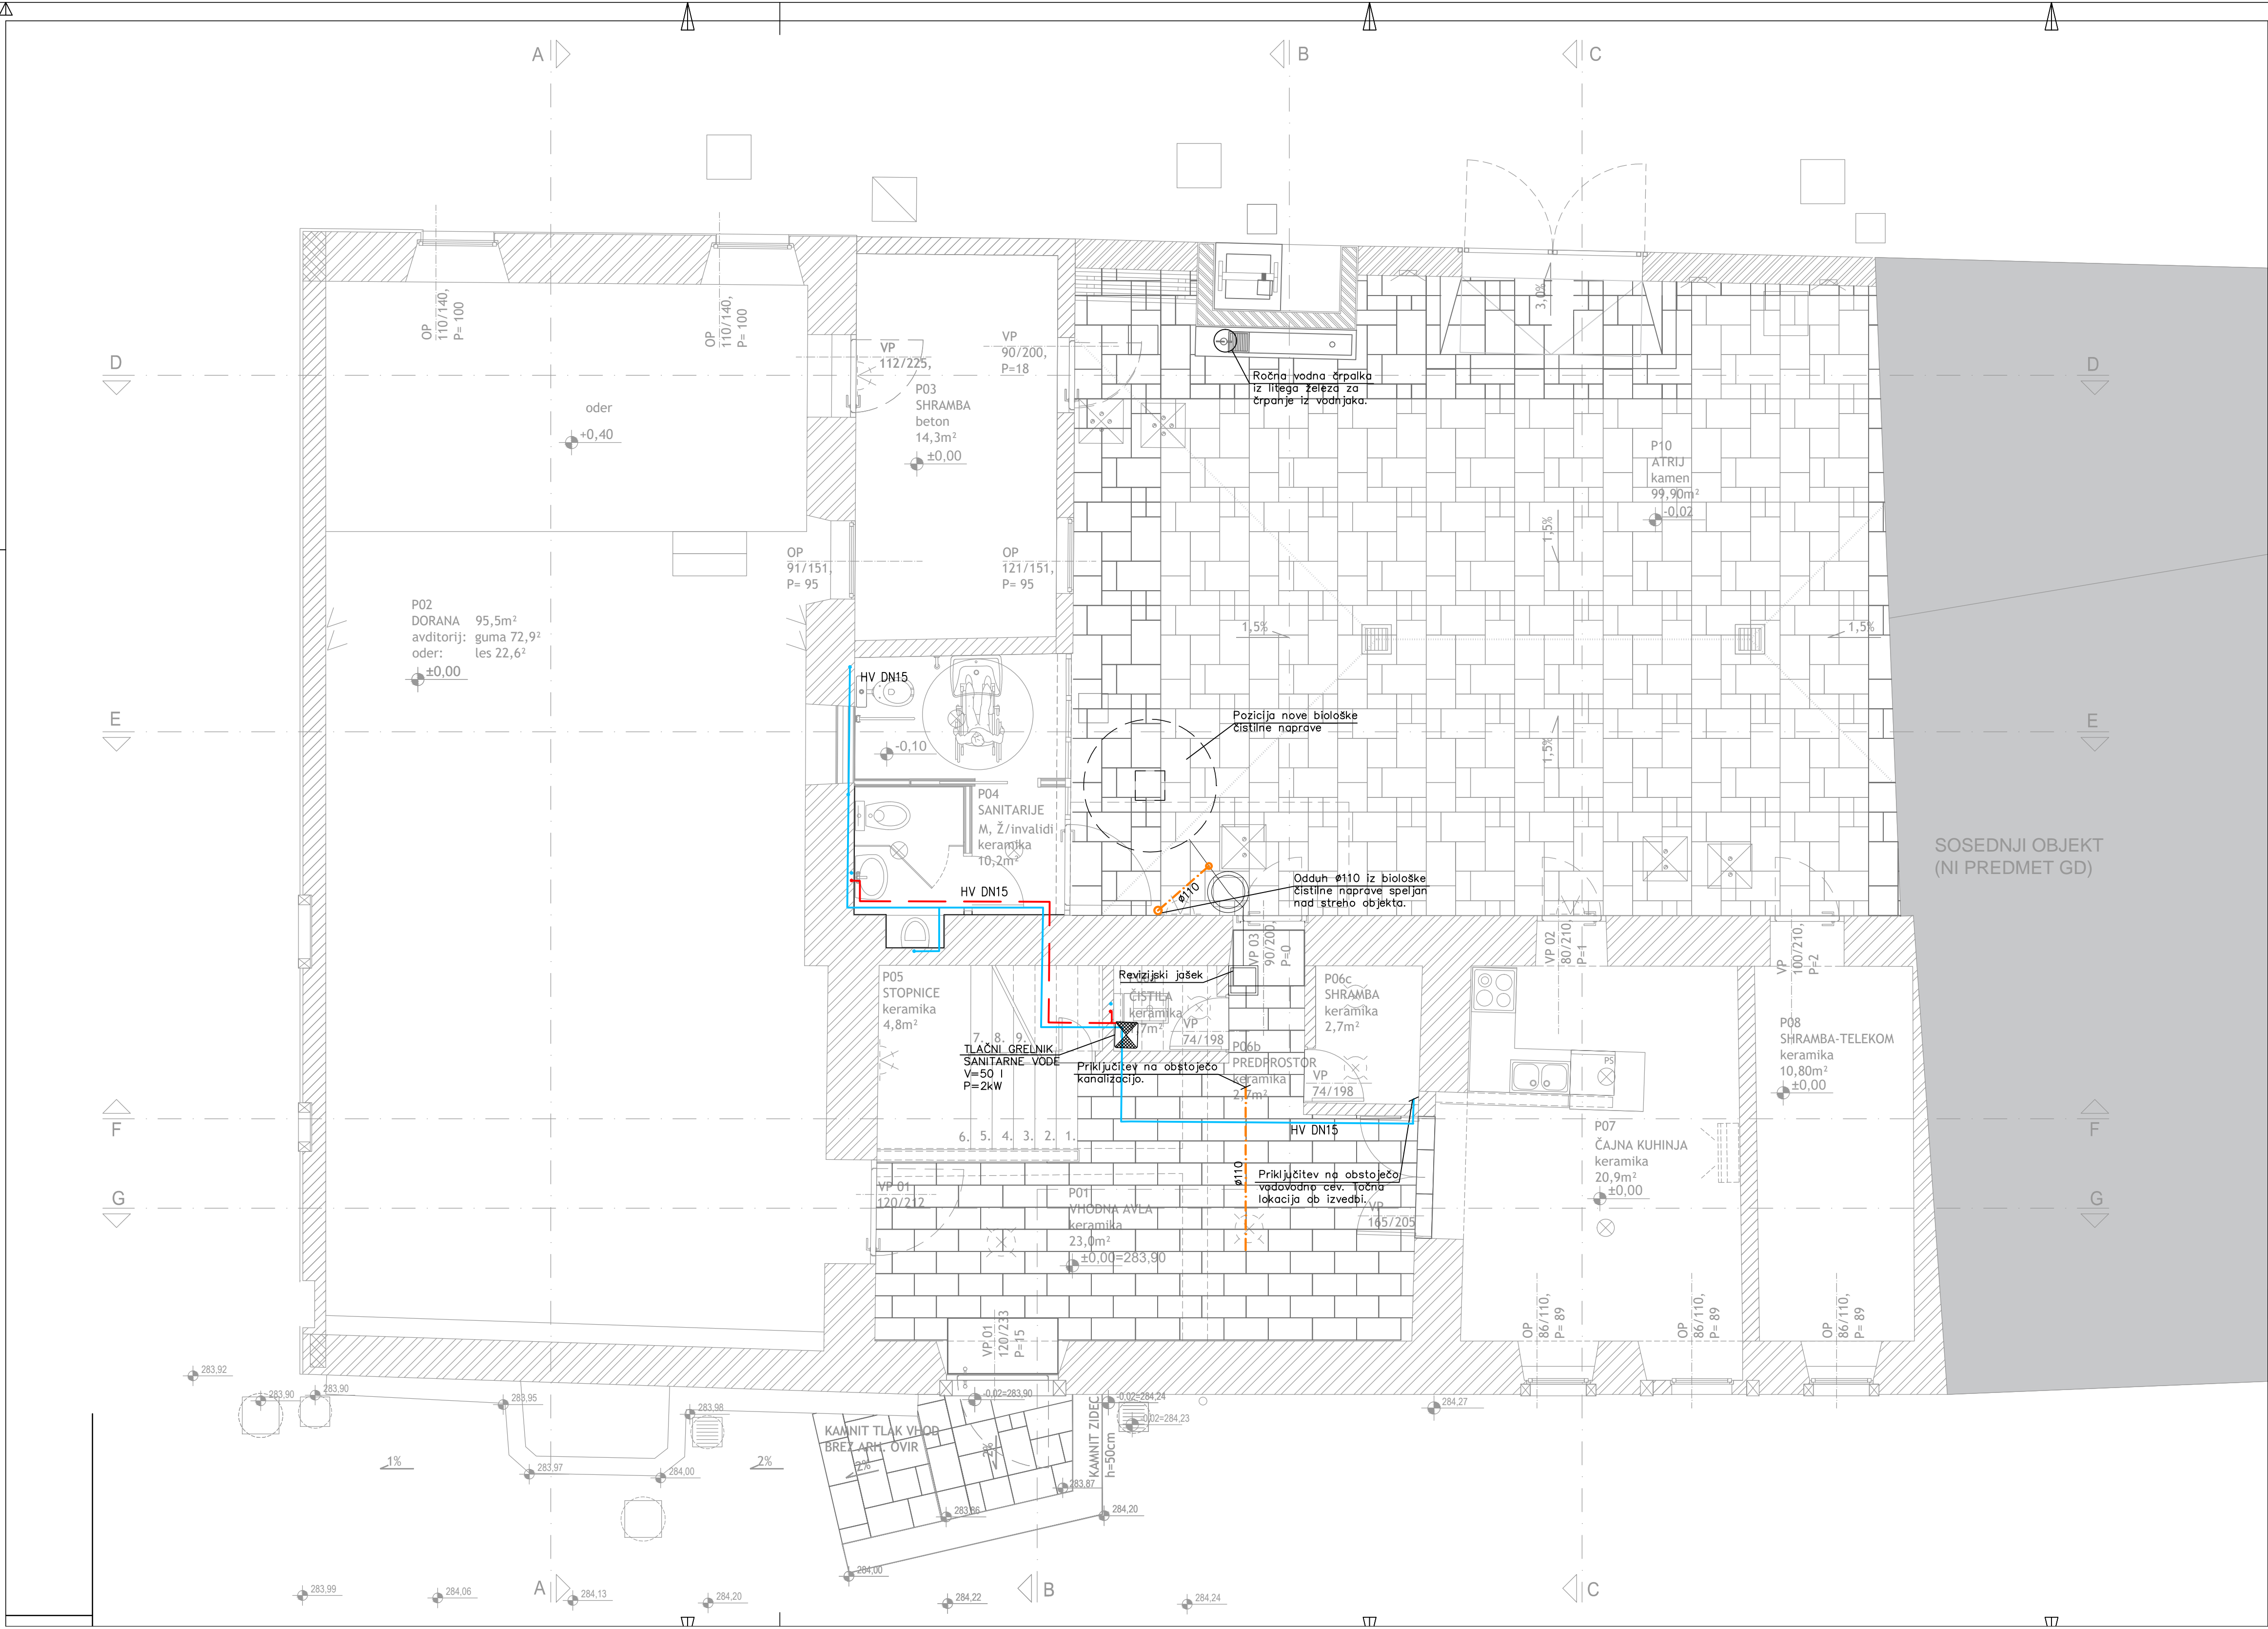 A
B
C
OP
110/140,
P= 100
OP
110/140,
P= 100
VP
112/225,
VP
90/200,
P=18
3,0%
D
D
Ročna vodna črpalka
iz litega železa za
črpanje iz vodnjaka.
P03
SHRAMBA
beton
14,3m²
±0,00
oder
+0,40
P10
ATRIJ
kamen
99,90m²
-0,02
1,5%
OP
91/151,
P= 95
OP
121/151,
P= 95
P02
DORANA 95,5m²
avditorij: guma 72,9²
oder: les 22,6²
±0,00
1,5%
1,5%
HV DN15
E
E
Pozicija nove biološke
čistilne naprave
-0,10
1,5%
P04
SANITARIJE
M, Ž/invalidi
keramika
10,2m²
SOSEDNJI OBJEKT
(NI PREDMET GD)
HV DN15
ø110
Odduh ø110 iz biološke
čistilne naprave speljan
nad streho objekta.
VP 03
90/200,
P=0
VP 02
80/210,
P=1
VP
100/210,
P=2
P05
STOPNICE
keramika
4,8m²
Revizijski jašek
ČISTILA
keramika
VP
74/198
P06c
SHRAMBA
keramika
2,7m²
P08
SHRAMBA-TELEKOM
keramika
10,80m²
±0,00
7. 8. 9.
TLAČNI GRELNIK
SANITARNE VODE
V=50 l
P=2kW
P06b
PREDPROSTOR
keramika
2,7m²
Priključitev na obstoječo
kanalizacijo.
VP
74/198
PS
F
F
6. 5. 4. 3. 2. 1.
HV DN15
P07
ČAJNA KUHINJA
keramika
20,9m²
±0,00
ø110
Priključitev na obstoječo
vodovodno cev. Točna
lokacija ob izvedbi.
G
G
VP 01
120/212
P01
VHODNA AVLA
keramika
23,0m²
±0,00=283,90
VP
165/205
VP 01
120/233
P=15
OP
86/110,
P= 89
OP
86/110,
P= 89
OP
86/110,
P= 89
283,92
283,90
283,90
283,95
283,98
-0,02=283,90
-0,02=284,24
-0,02=284,23
284,27
KAMNIT TLAK VHOD
BREZ ARH. OVIR
KAMNIT ZIDEC
h=50cm
1%
2%
2%
2%
283,97
284,00
283,87
283,86
284,20
284,00
283,99
284,06
284,13
284,20
284,22
284,24
A
B
C